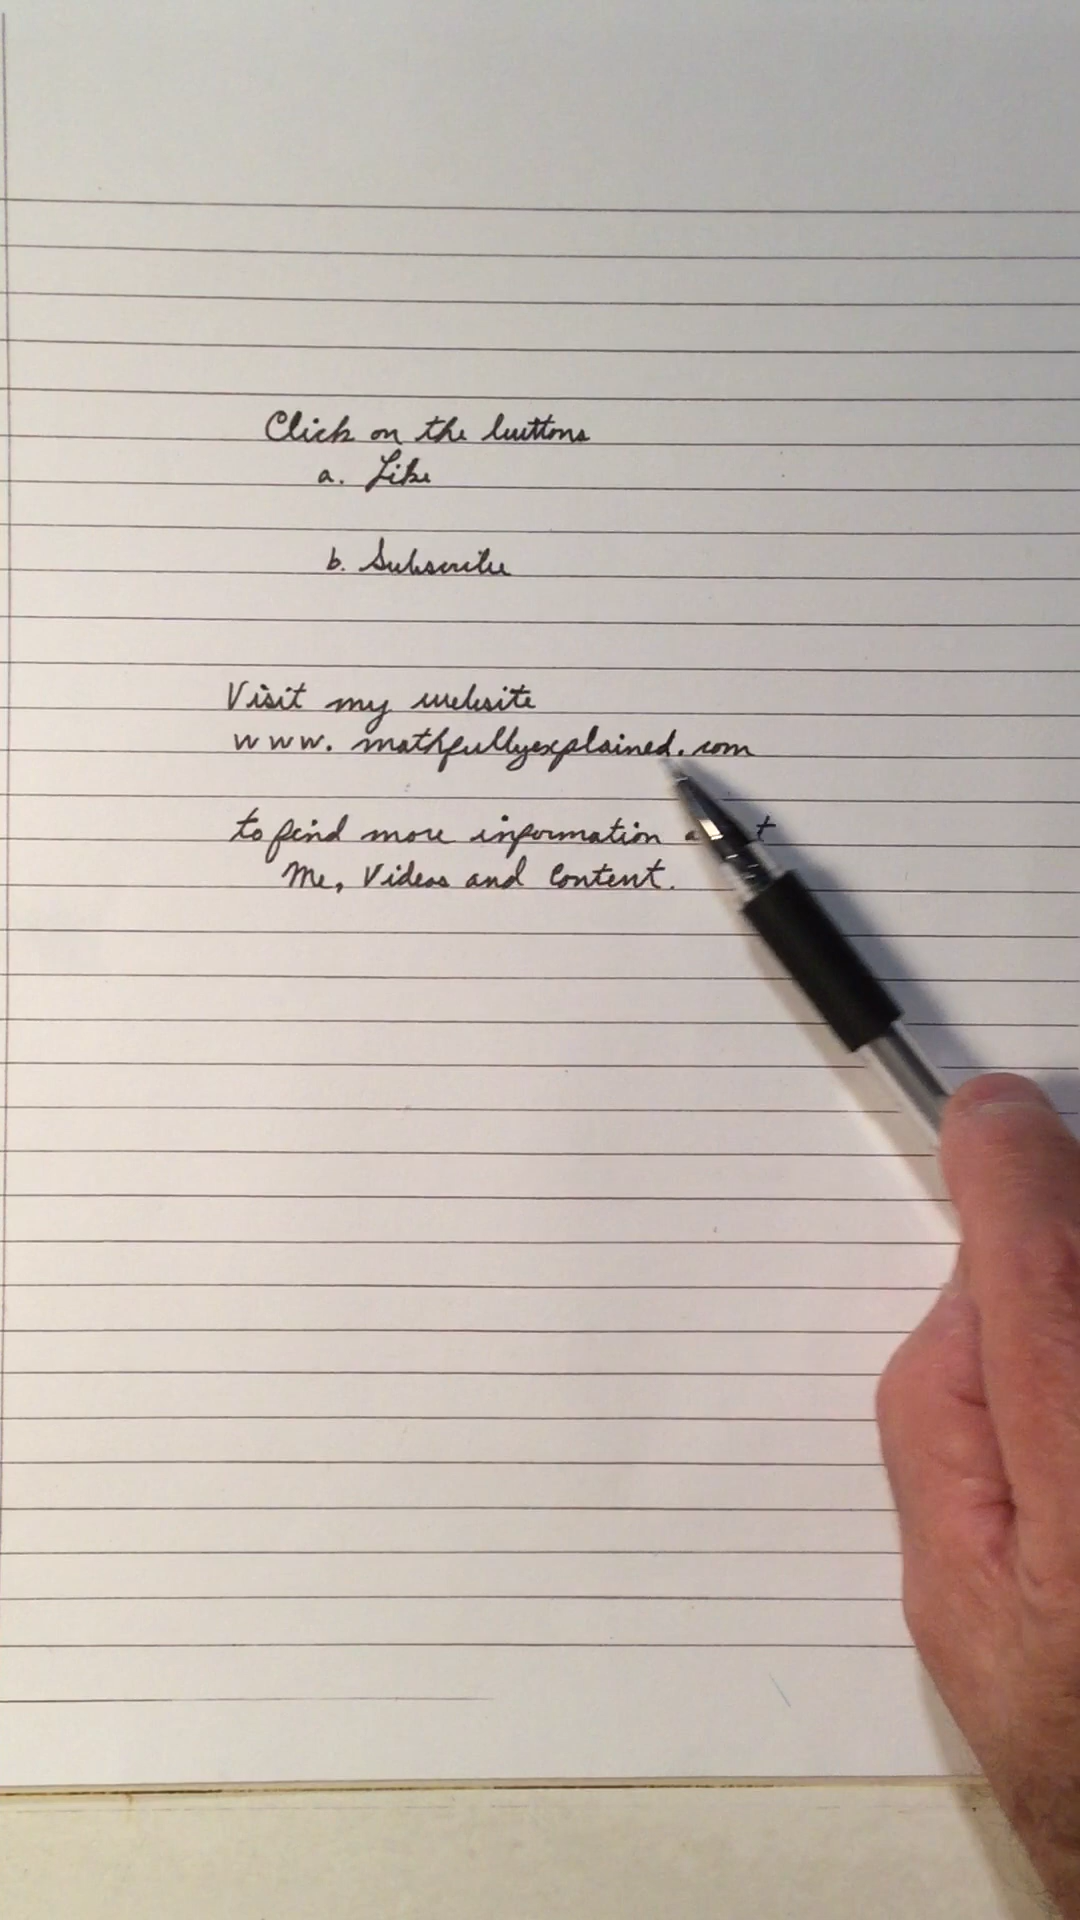 Click on the buttons
a. Like
b. Subscribe
Visit my website
www.mathfullyexplained.com
to find more information
Me, Videos and Content.